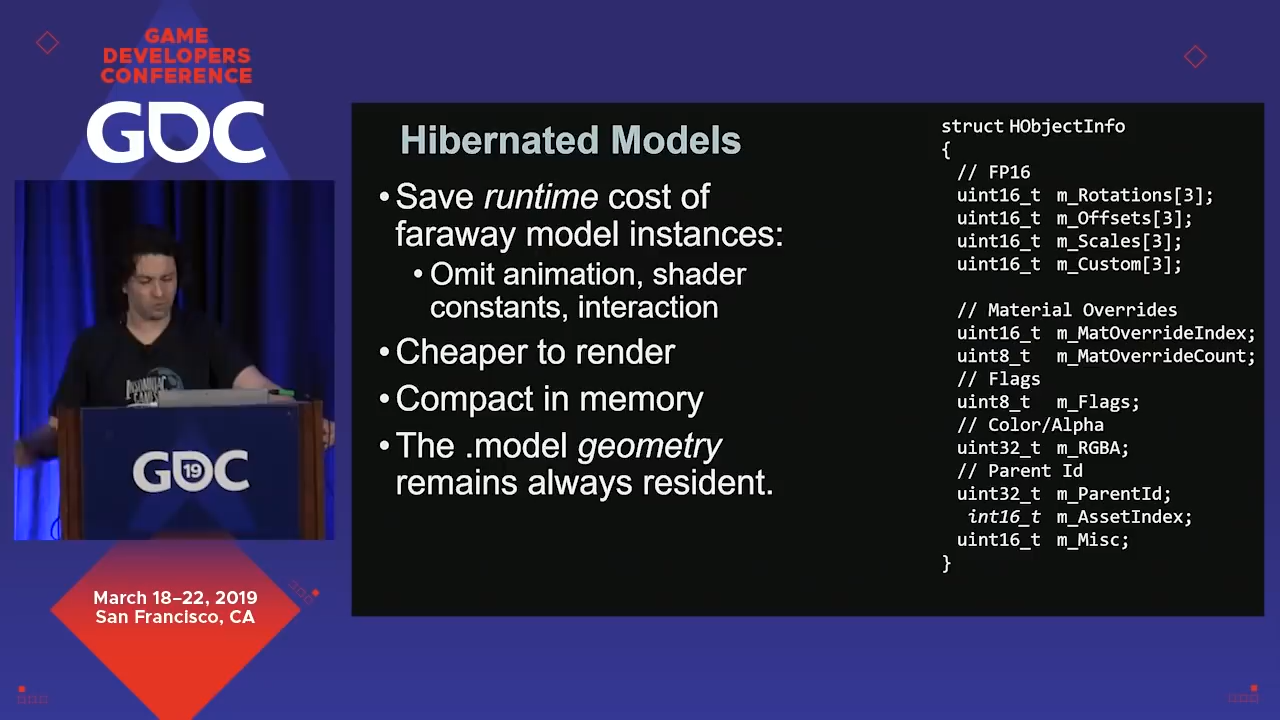 GAME
DEVELOPERS
CONFERENCE
GDC
INSOMNIAC
GAMES
GDC
19
March 18–22, 2019
San Francisco, CA
Hibernated Models
• Save runtime cost of
faraway model instances:
• Omit animation, shader
constants, interaction
• Cheaper to render
• Compact in memory
• The .model geometry
remains always resident.
struct HObjectInfo
{
// FP16
uint16_t m_Rotations[3];
uint16_t m_Offsets[3];
uint16_t m_Scales[3];
uint16_t m_Custom[3];
// Material Overrides
uint16_t m_MatOverrideIndex;
uint8_t m_MatOverrideCount;
// Flags
uint8_t m_Flags;
// Color/Alpha
uint32_t m_RGBA;
// Parent Id
uint32_t m_ParentId;
int16_t m_AssetIndex;
uint16_t m_Misc;
}